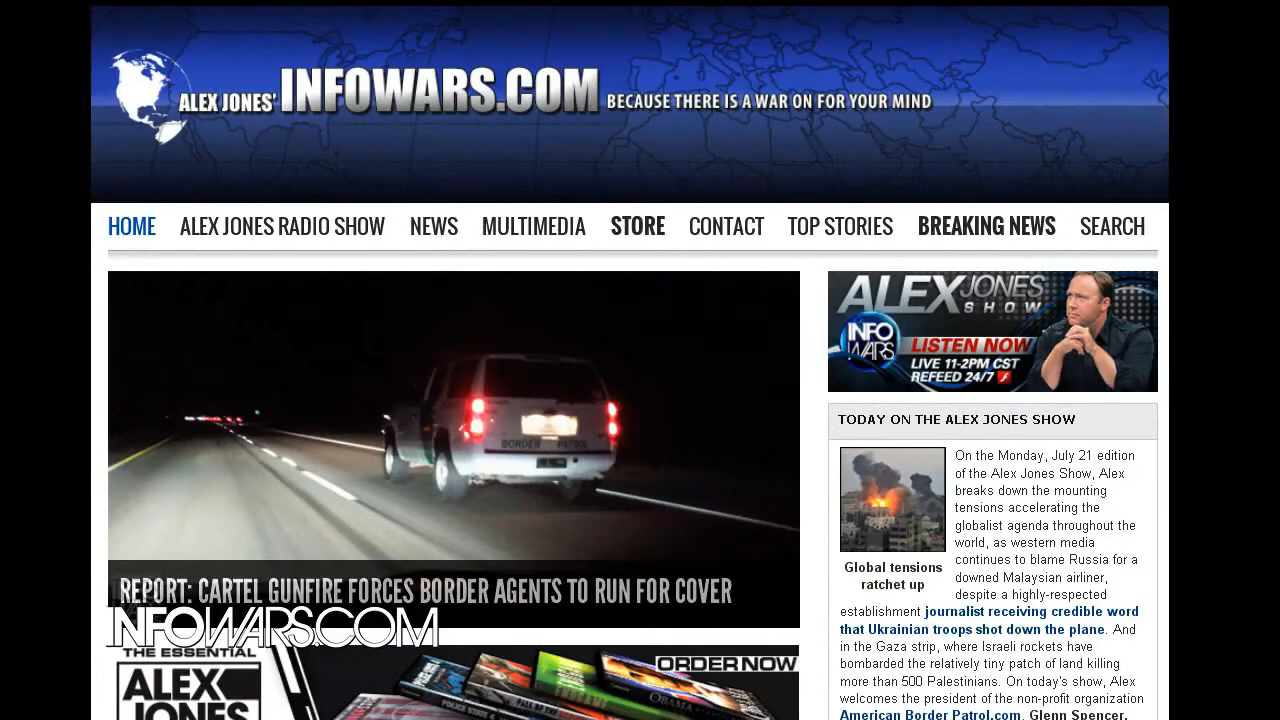 ALEX JONES' INFOWARS.COM BECAUSE THERE IS A WAR ON FOR YOUR MIND
HOME ALEX JONES RADIO SHOW NEWS MULTIMEDIA STORE CONTACT TOP STORIES BREAKING NEWS SEARCH
BORDER PATROL
REPORT: CARTEL GUNFIRE FORCES BORDER AGENTS TO RUN FOR COVER
INFOWARS.COM
THE ESSENTIAL
ALEX
JONES
ORDER NOW
POLICE STATE 4
OBAMA
ALEX JONES
SHOW
INFO
WARS
LISTEN NOW
LIVE 11-2PM CST
REFEED 24/7
TODAY ON THE ALEX JONES SHOW
On the Monday, July 21 edition
of the Alex Jones Show, Alex
breaks down the mounting
tensions accelerating the
globalist agenda throughout the
world, as western media
continues to blame Russia for a
downed Malaysian airliner,
despite a highly-respected
Global tensions
ratchet up
establishment journalist receiving credible word
that Ukrainian troops shot down the plane. And
in the Gaza strip, where Israeli rockets have
bombarded the relatively tiny patch of land killing
more than 500 Palestinians. On today's show, Alex
welcomes the president of the non-profit organization
American Border Patrol.com, Glenn Spencer,